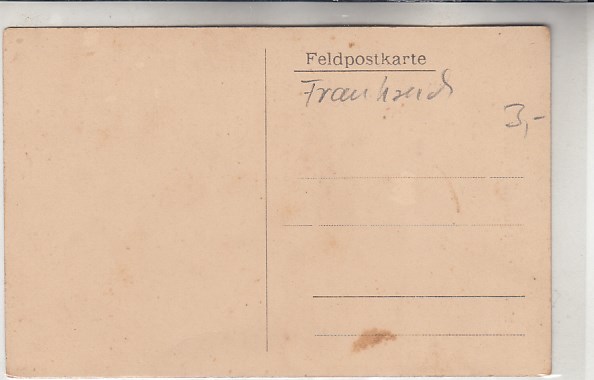 Feldpostkarte
Frankreich
3,-